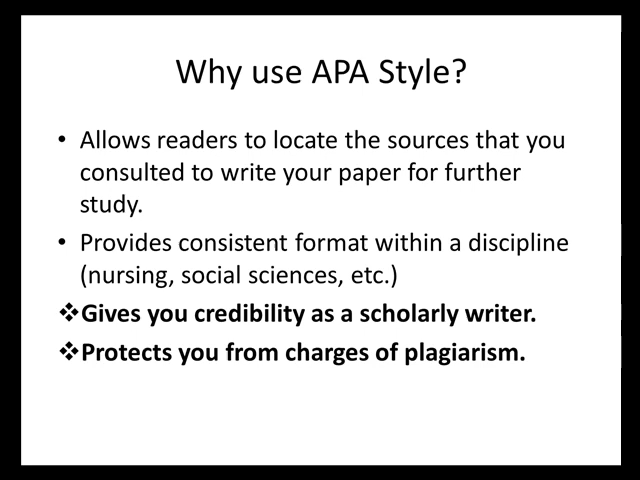 Why use APA Style?
• Allows readers to locate the sources that you
consulted to write your paper for further
study.
• Provides consistent format within a discipline
(nursing, social sciences, etc.)
❖Gives you credibility as a scholarly writer.
❖Protects you from charges of plagiarism.